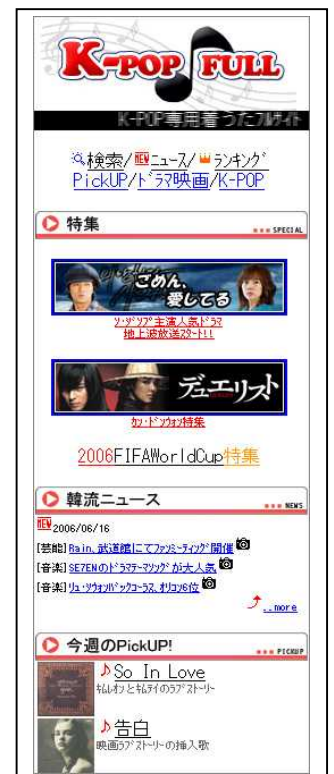 K-POP FULL
K-POP専用着うたフルサイト
検索/NEWニュース/ランキング
PickUP/ドラマ映画/K-POP
特集
SPECIAL
ごめん、
愛してる
ソ・ジソプ主演人気ドラマ
地上波放送スタート!!
デュエリスト
カン・ドンウォン特集
2006FIFAWorldCup特集
韓流ニュース
NEWS
NEW 2006/06/16
[芸能]Rain、武道館にてファンミーティング開催
[音楽]SE7ENのドラマテーマソングが大人気
[音楽]リュ・シウォンバックコーラス、オリコン6位
...more
今週のPickUP!
PICKUP
♪So In Love
キムレオンとキムテイのラブストーリー
♪告白
映画ラブストーリーの挿入歌